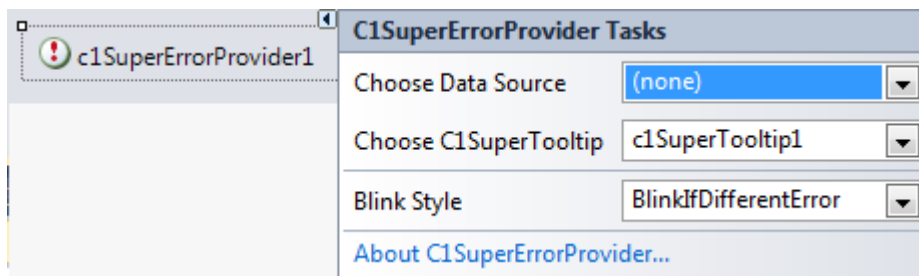 c1SuperErrorProvider1
C1SuperErrorProvider Tasks
Choose Data Source (none)
Choose C1SuperTooltip c1SuperTooltip1
Blink Style BlinkIfDifferentError
About C1SuperErrorProvider...